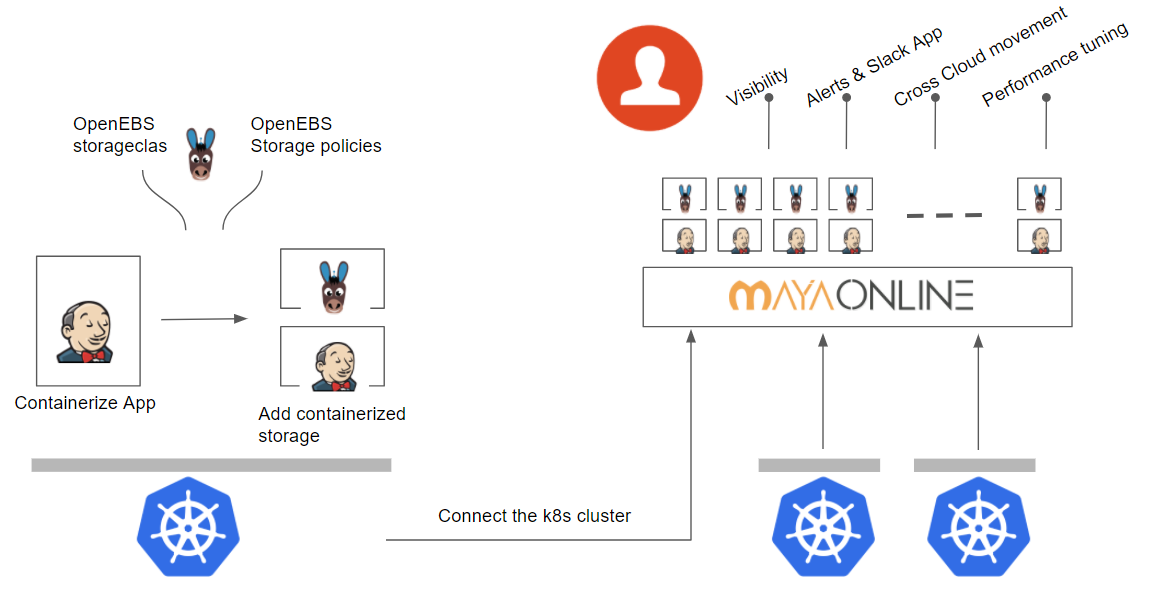 OpenEBS
storageclas
OpenEBS
Storage policies
Containerize App
Add containerized
storage
Connect the k8s cluster
Visibility
Alerts & Slack App
Cross Cloud movement
Performance tuning
MAYAONLINE